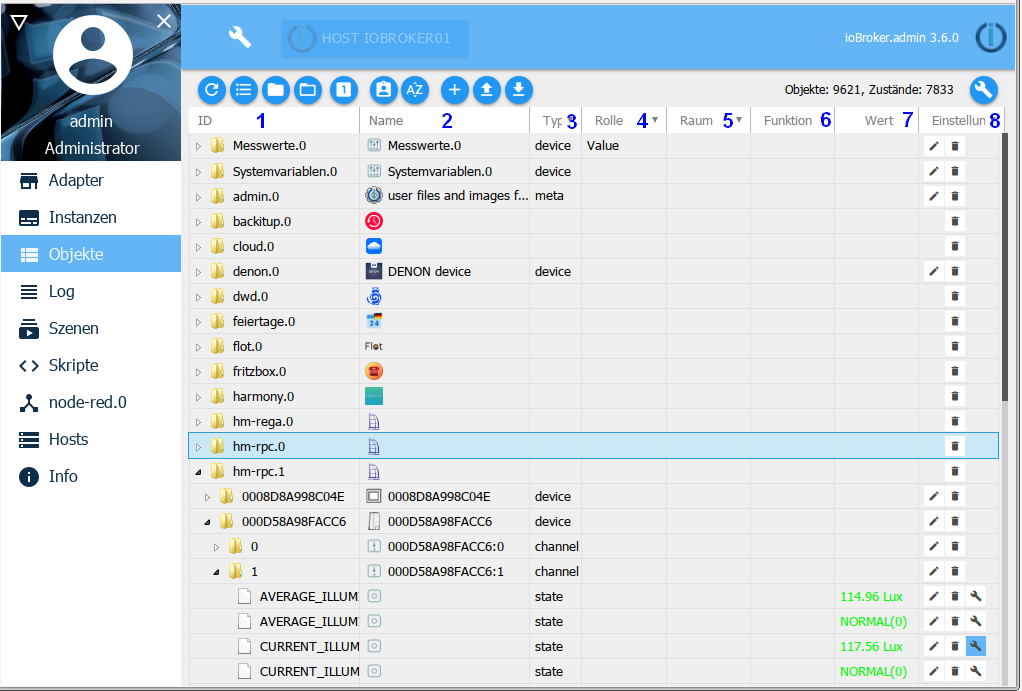 HOST IOBROKER01
ioBroker.admin 3.6.0
admin
Administrator
Adapter
Instanzen
Objekte
Log
Szenen
Skripte
node-red.0
Hosts
Info
1
AZ
Objekte: 9621, Zustände: 7833
ID 1 Name 2 Typ 3 Rolle 4 Raum 5 Funktion 6 Wert 7 Einstellun 8
Messwerte.0 Messwerte.0 device Value
Systemvariablen.0 Systemvariablen.0 device
admin.0 user files and images f... meta
backitup.0
cloud.0
denon.0 DENON device device
dwd.0
feiertage.0 24
flot.0 Flot
fritzbox.0
harmony.0
hm-rega.0
hm-rpc.0
hm-rpc.1
0008D8A998C04E 0008D8A998C04E device
000D58A98FACC6 000D58A98FACC6 device
0 000D58A98FACC6:0 channel
1 000D58A98FACC6:1 channel
AVERAGE_ILLUM state 114.96 Lux
AVERAGE_ILLUM state NORMAL(0)
CURRENT_ILLUM state 117.56 Lux
CURRENT_ILLUM state NORMAL(0)